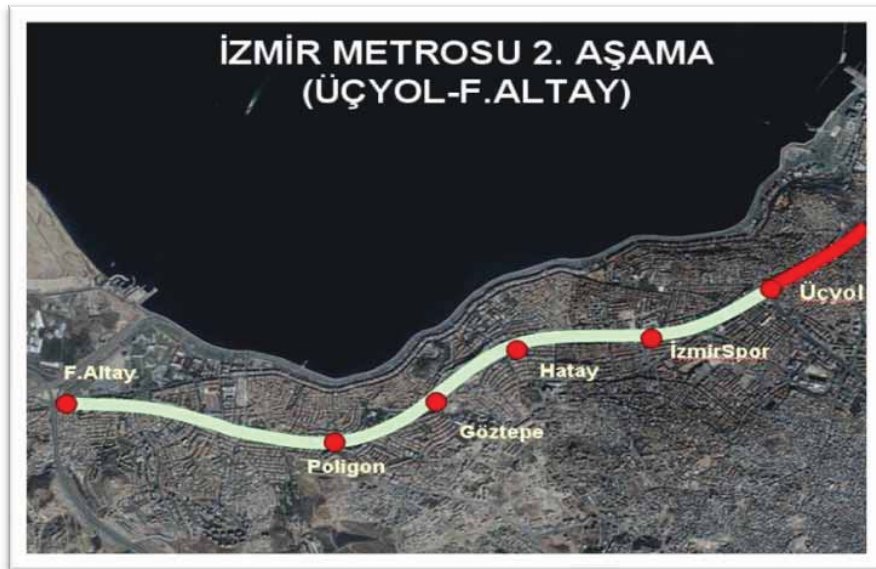 İZMİR METROSU 2. AŞAMA
(ÜÇYOL-F.ALTAY)
Üçyol
İzmirSpor
Hatay
F.Altay
Göztepe
Poligon